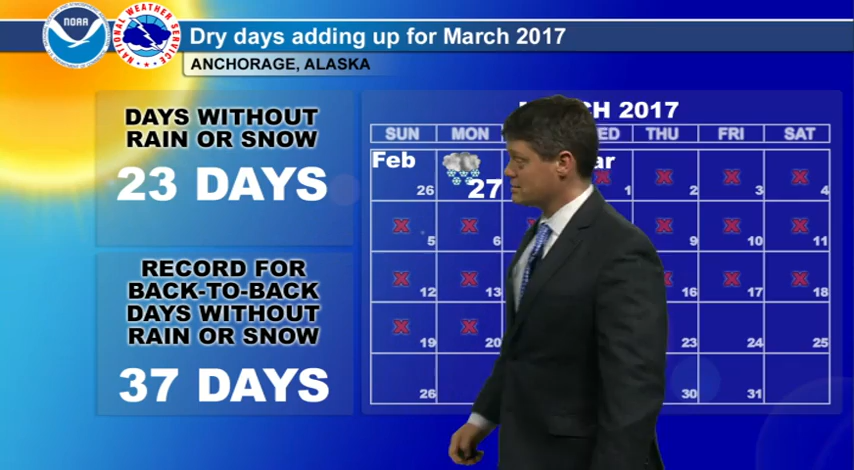 NOAA
NATIONAL WEATHER SERVICE
Dry days adding up for March 2017
ANCHORAGE, ALASKA
DAYS WITHOUT
RAIN OR SNOW
23 DAYS
RECORD FOR
BACK-TO-BACK
DAYS WITHOUT
RAIN OR SNOW
37 DAYS
2017
SUN MON THU FRI SAT
Feb 26 27 1 2 3 4
5 6 9 10 11
12 13 16 17 18
19 20 23 24 25
26 30 31